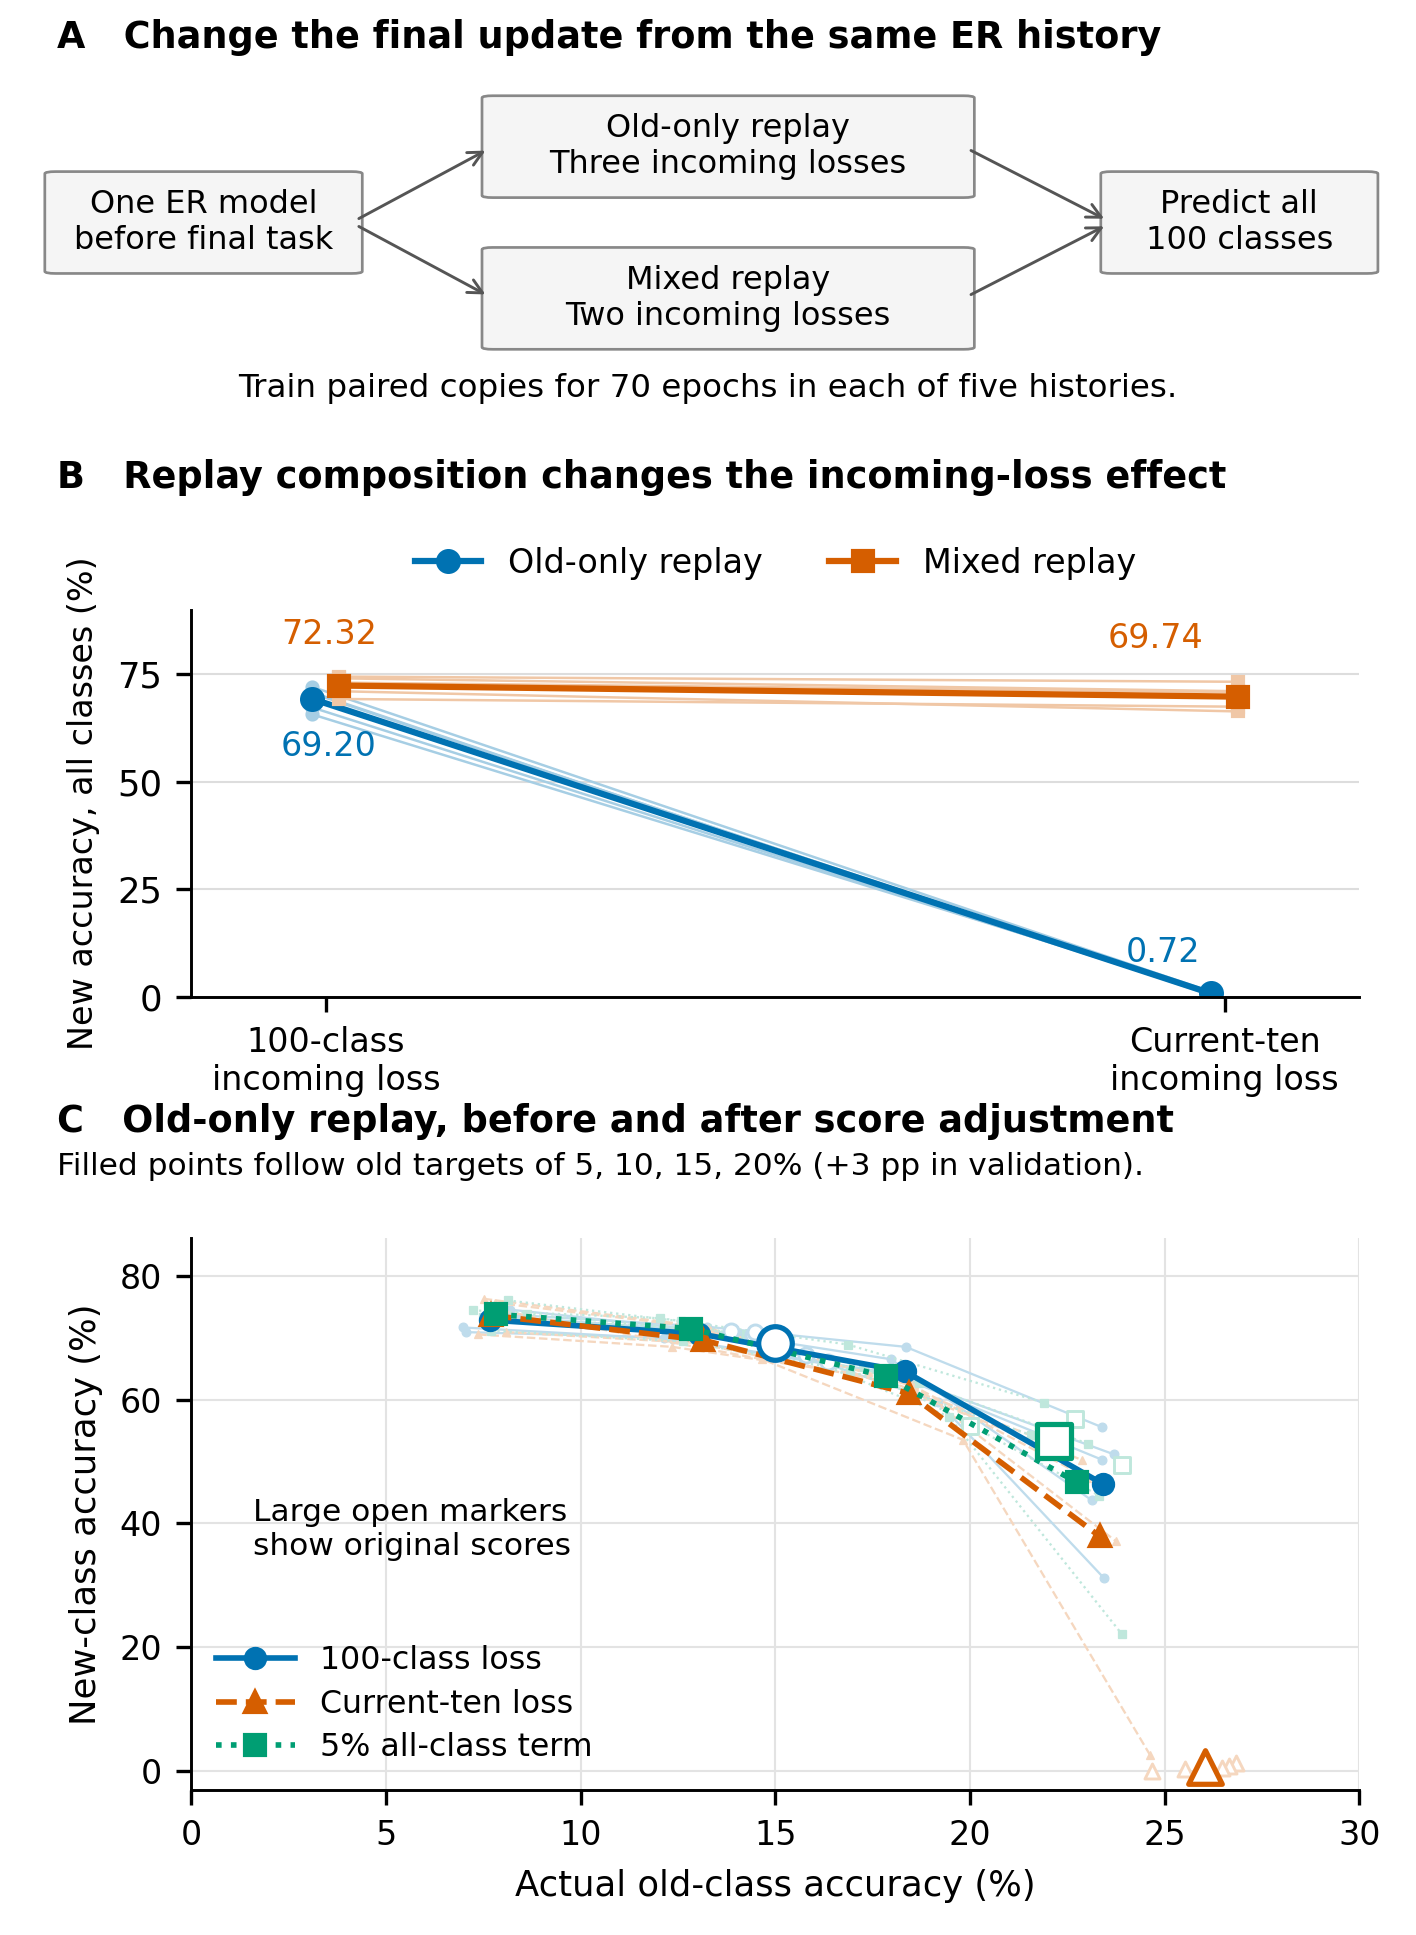 A Change the final update from the same ER history
Old-only replay
Three incoming losses
One ER model
before final task
Predict all
100 classes
Mixed replay
Two incoming losses
Train paired copies for 70 epochs in each of five histories.
B Replay composition changes the incoming-loss effect
Old-only replay
Mixed replay
New accuracy, all classes (%)
72.32
69.74
75
69.20
50
25
0.72
0
100-class
incoming loss
Current-ten
incoming loss
C Old-only replay, before and after score adjustment
Filled points follow old targets of 5, 10, 15, 20% (+3 pp in validation).
New-class accuracy (%)
80
60
40
20
0
Large open markers
show original scores
100-class loss
Current-ten loss
5% all-class term
0 5 10 15 20 25 30
Actual old-class accuracy (%)